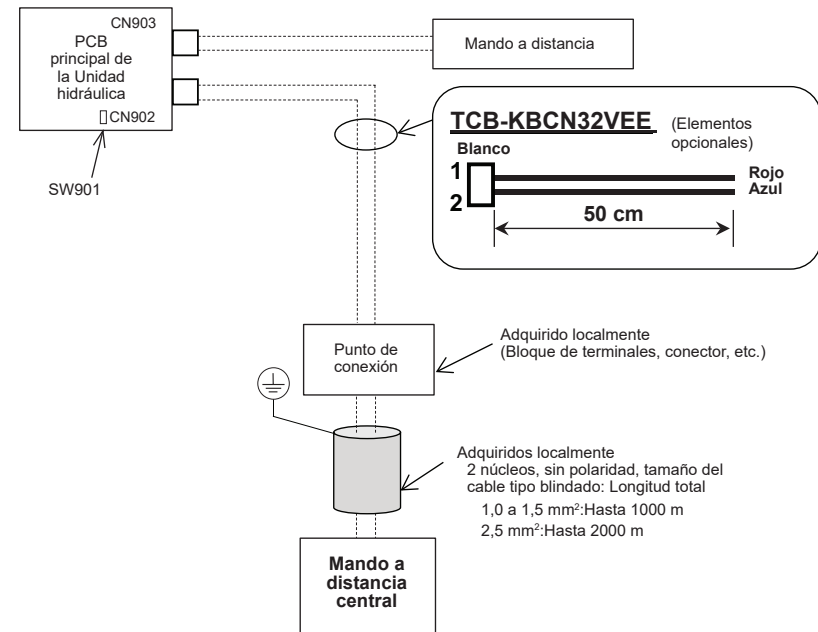 CN903
PCB
principal de
la Unidad
hidráulica
CN902
SW901
Mando a distancia
TCB-KBCN32VEE (Elementos
opcionales)
Blanco
1
2
Rojo
Azul
50 cm
Punto de
conexión
Adquirido localmente
(Bloque de terminales, conector, etc.)
Adquiridos localmente
2 núcleos, sin polaridad, tamaño del
cable tipo blindado: Longitud total
1,0 a 1,5 mm²:Hasta 1000 m
2,5 mm²:Hasta 2000 m
Mando a
distancia
central